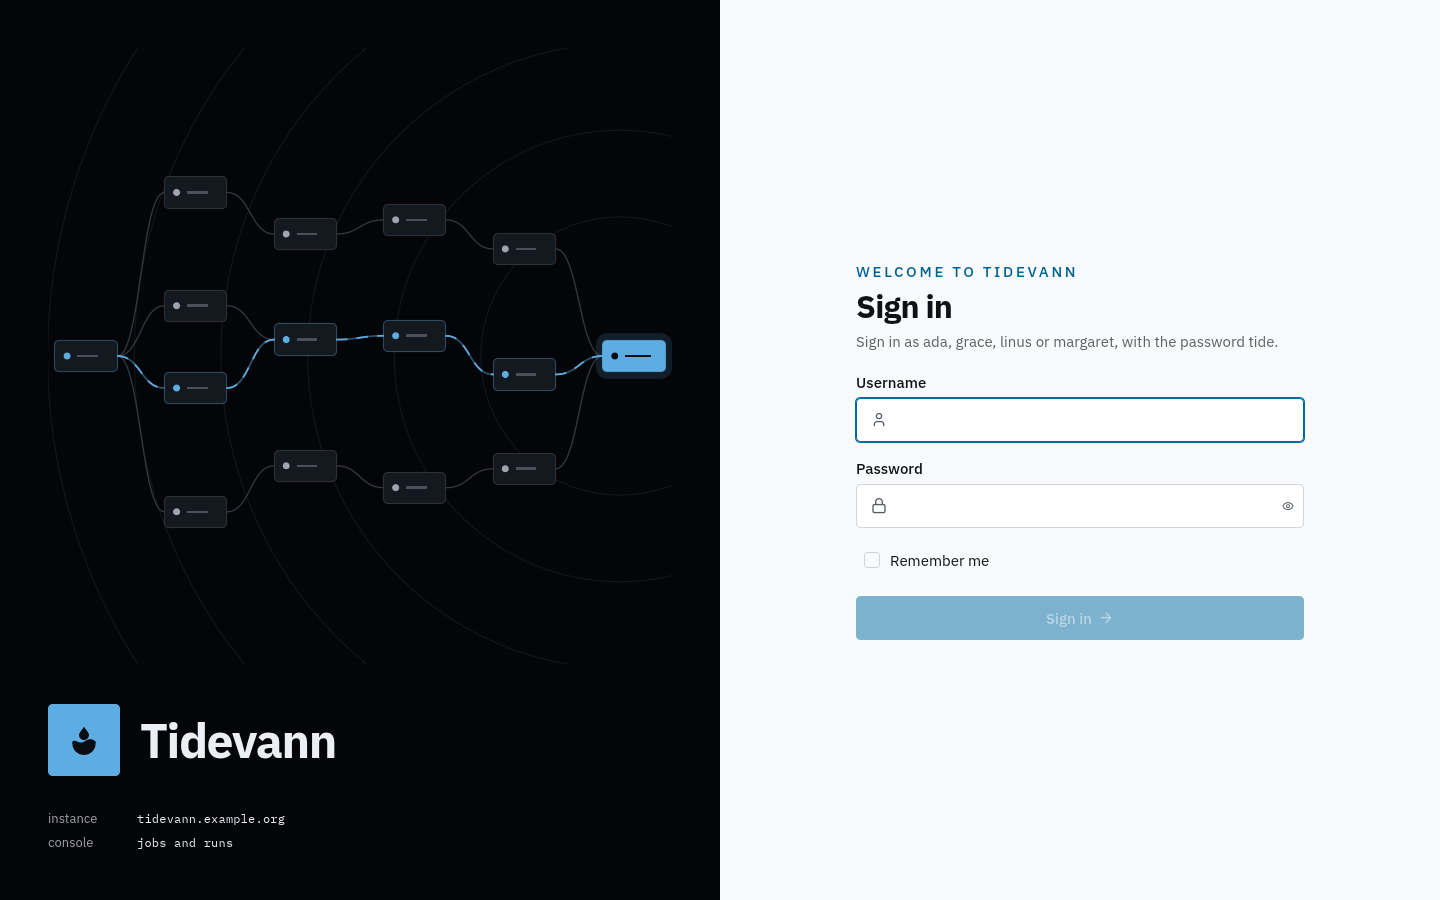 Tidevann
instance tidevann.example.org
console jobs and runs
WELCOME TO TIDEVANN
Sign in
Sign in as ada, grace, linus or margaret, with the password tide.
Username
Password
Remember me
Sign in